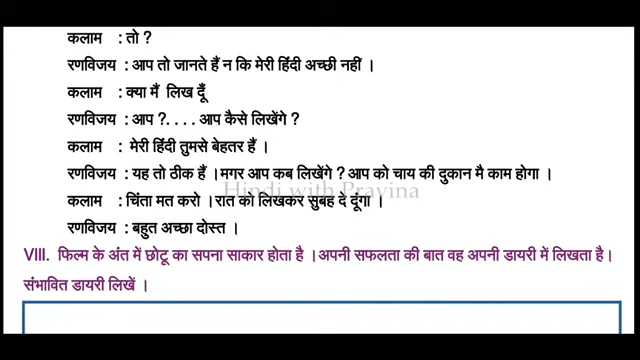 कलाम : तो ?
रणविजय : आप तो जानते हैं न कि मेरी हिंदी अच्छी नहीं ।
कलाम : क्या मैं लिख दूँ
रणविजय : आप ?. . . . आप कैसे लिखेंगे ?
कलाम : मेरी हिंदी तुमसे बेहतर हैं ।
रणविजय : यह तो ठीक हैं ।मगर आप कब लिखेंगे ? आप को चाय की दुकान मै काम होगा ।
Hindi with Pravina
कलाम : चिंता मत करो ।रात को लिखकर सुबह दे दूंगा ।
रणविजय : बहुत अच्छा दोस्त ।
VIII. फिल्म के अंत में छोटू का सपना साकार होता है ।अपनी सफलता की बात वह अपनी डायरी में लिखता है।
संभावित डायरी लिखें ।